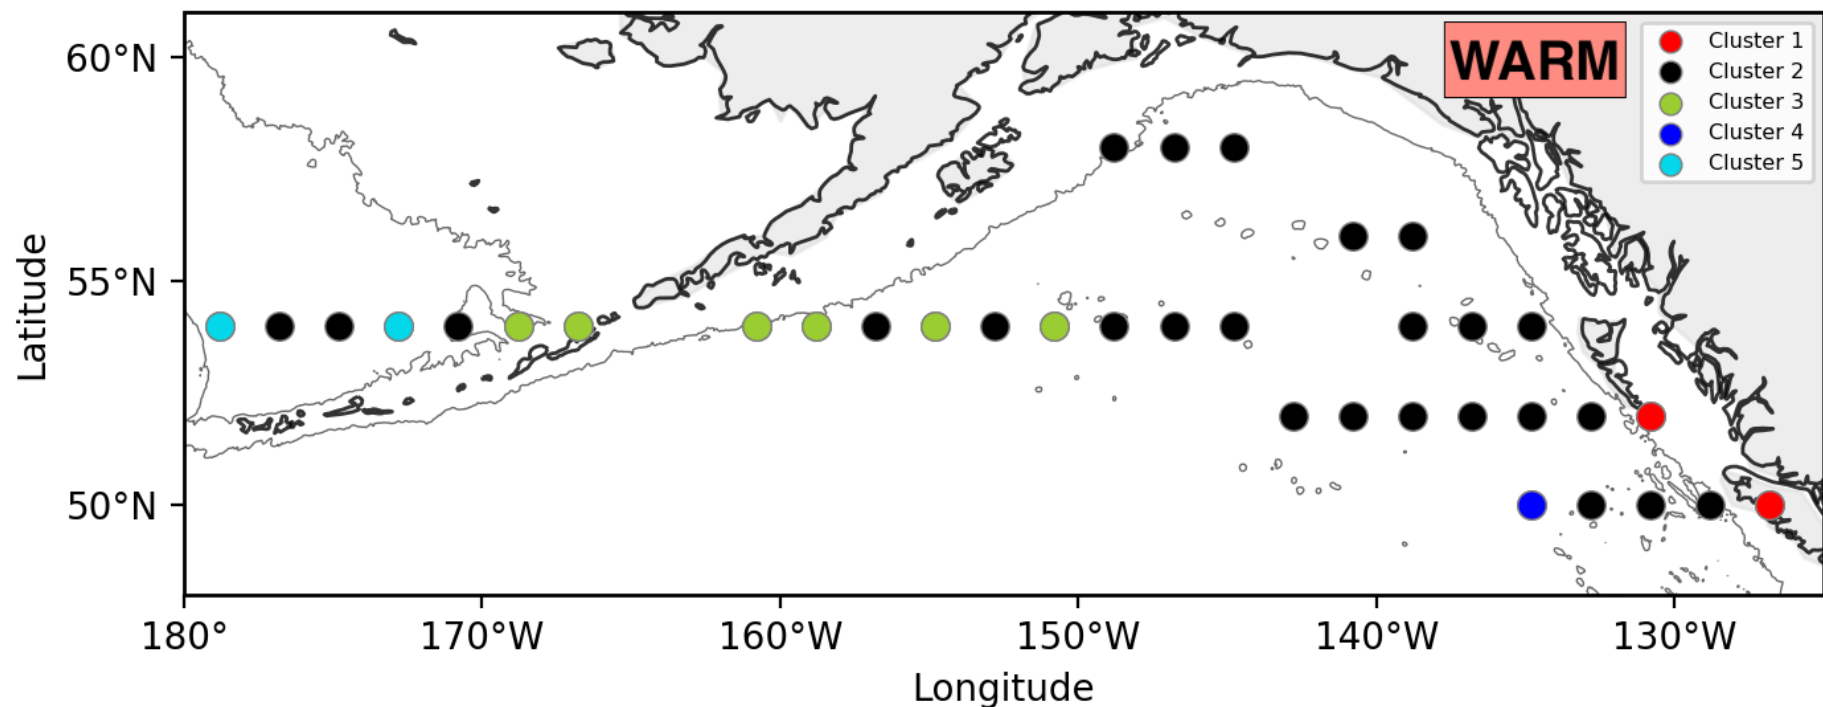 WARM
Cluster 1
Cluster 2
Cluster 3
Cluster 4
Cluster 5
60°N
55°N
50°N
Latitude
180°
170°W
160°W
150°W
140°W
130°W
Longitude